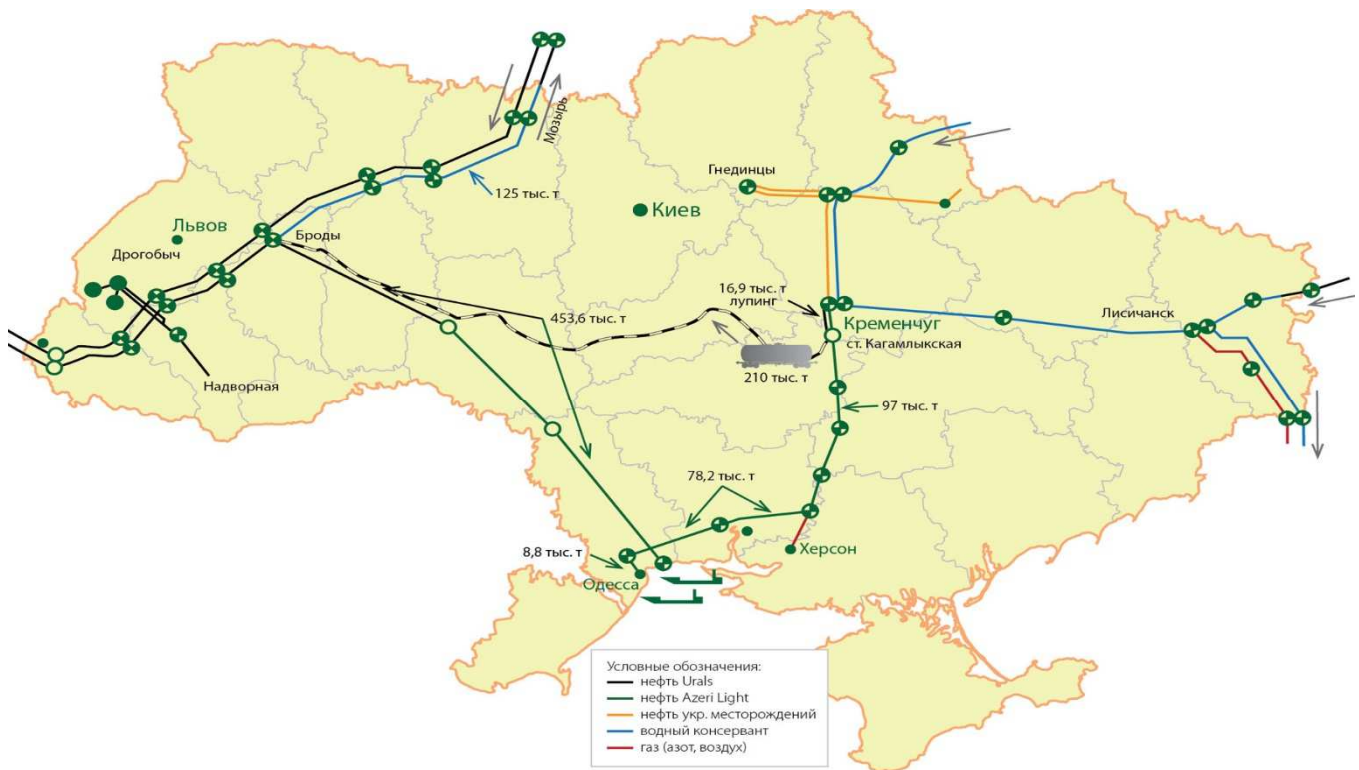 Мозырь
Гнединцы
125 тыс. т
Киев
Львов
Броды
Дрогобыч
16,9 тыс. т
лупинг
Лисичанск
453,6 тыс. т
Кременчуг
ст. Кагамлыкская
210 тыс. т
Надворная
97 тыс. т
78,2 тыс. т
8,8 тыс. т
Херсон
Одесса
Условные обозначения:
нефть Urals
нефть Azeri Light
нефть укр. месторождений
водный консервант
газ (азот, воздух)